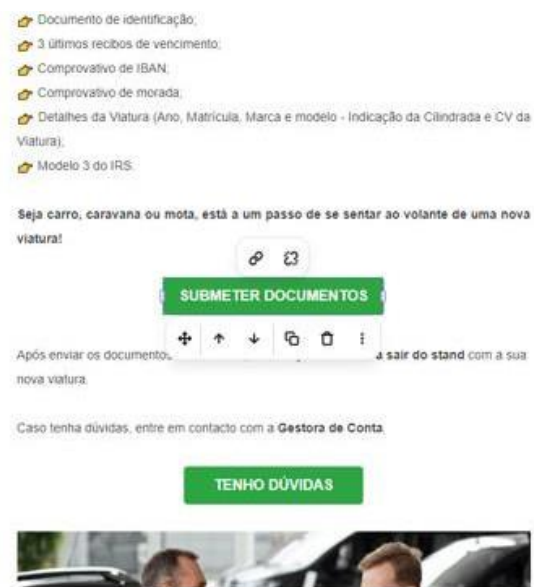 Documento de identificação;
3 últimos recibos de vencimento;
Comprovativo de IBAN;
Comprovativo de morada;
Detalhes da Viatura (Ano, Matrícula, Marca e modelo - Indicação da Cilindrada e CV da
Viatura);
Modelo 3 do IRS.
Seja carro, caravana ou mota, está a um passo de se sentar ao volante de uma nova
viatura!
SUBMETER DOCUMENTOS
Após enviar os documentos a sair do stand com a sua
nova viatura.
Caso tenha dúvidas, entre em contacto com a Gestora de Conta.
TENHO DÚVIDAS